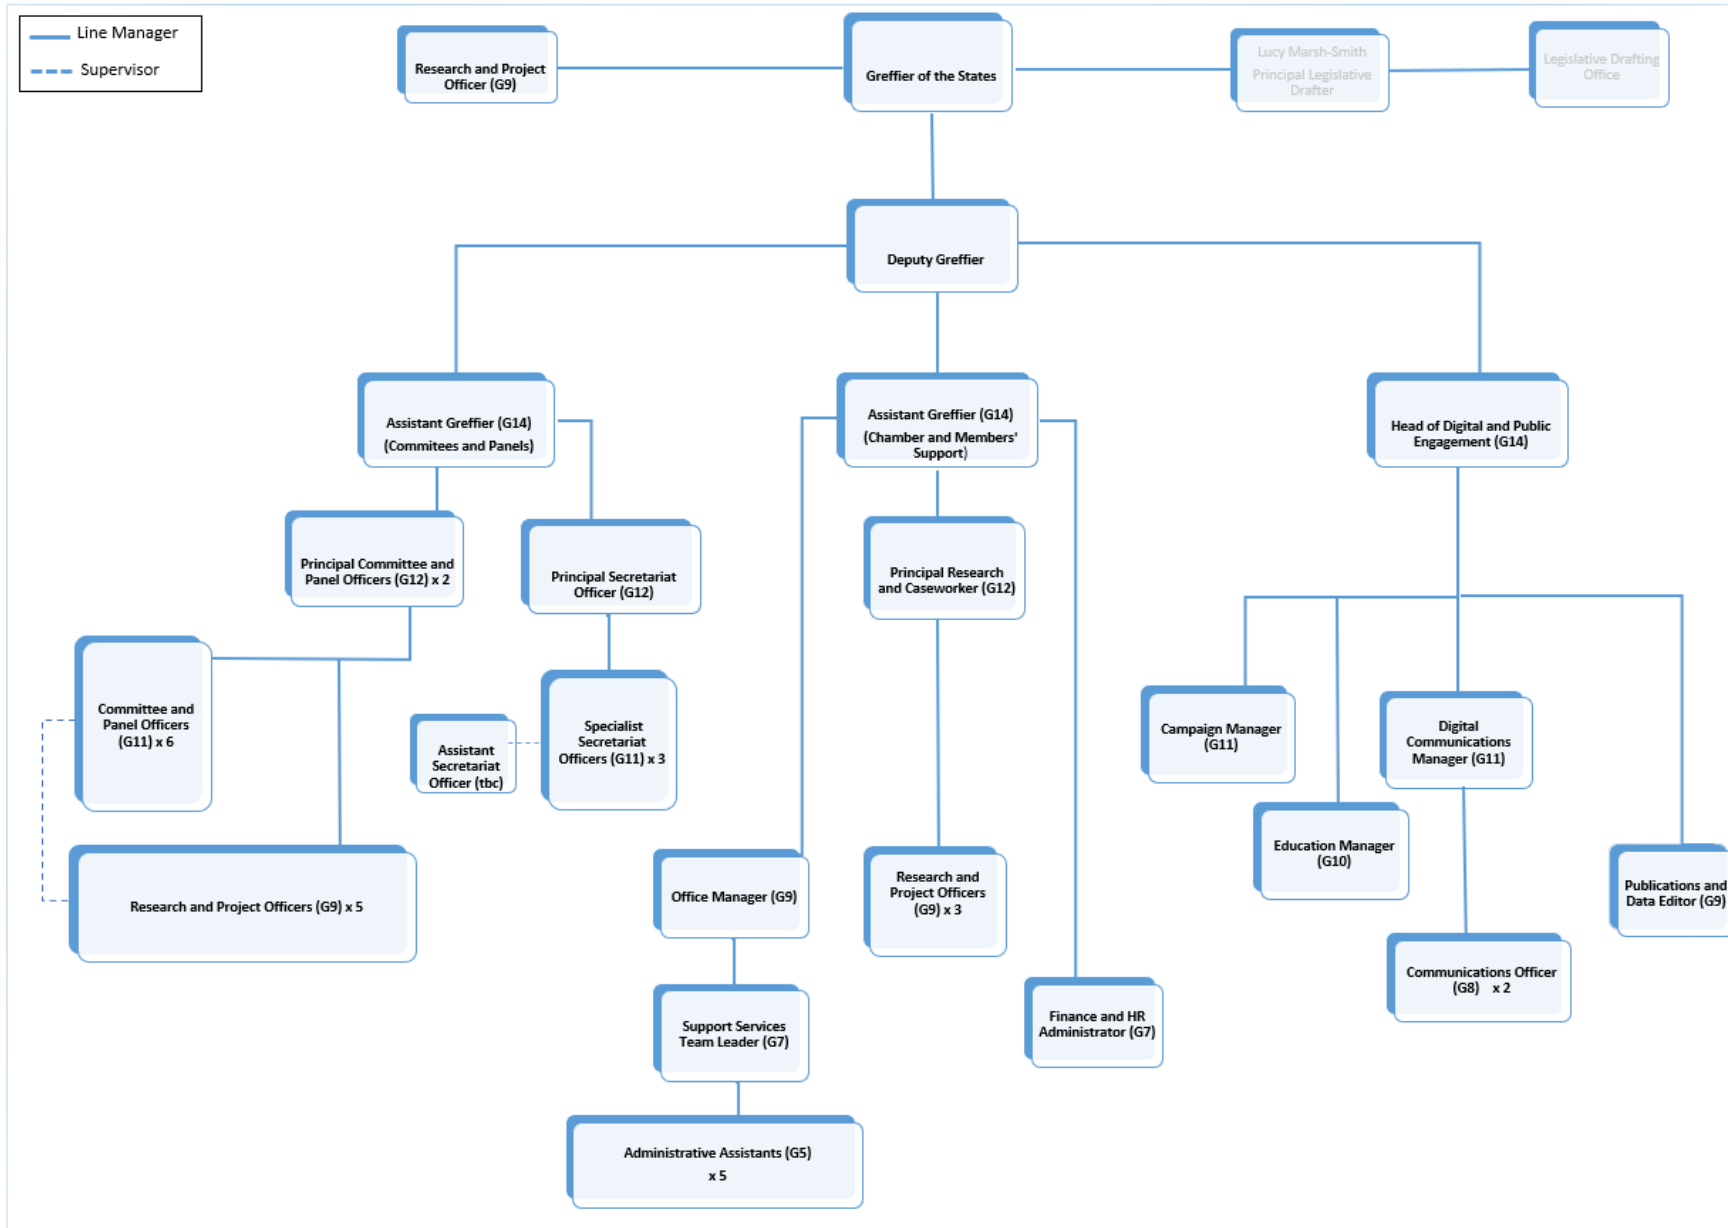 Line Manager
Supervisor
Research and Project
Officer (G9)
Greffier of the States
Lucy Marsh-Smith
Principal Legislative
Drafter
Legislative Drafting
Office
Deputy Greffier
Assistant Greffier (G14)
(Commitees and Panels)
Assistant Greffier (G14)
(Chamber and Members'
Support)
Head of Digital and Public
Engagement (G14)
Principal Committee and
Panel Officers (G12) x 2
Principal Secretariat
Officer (G12)
Principal Research
and Caseworker (G12)
Committee and
Panel Officers
(G11) x 6
Assistant
Secretariat
Officer (tbc)
Specialist
Secretariat
Officers (G11) x 3
Campaign Manager
(G11)
Digital
Communications
Manager (G11)
Education Manager
(G10)
Publications and
Data Editor (G9)
Research and Project Officers (G9) x 5
Office Manager (G9)
Research and
Project Officers
(G9) x 3
Communications Officer
(G8) x 2
Support Services
Team Leader (G7)
Finance and HR
Administrator (G7)
Administrative Assistants (G5)
x 5